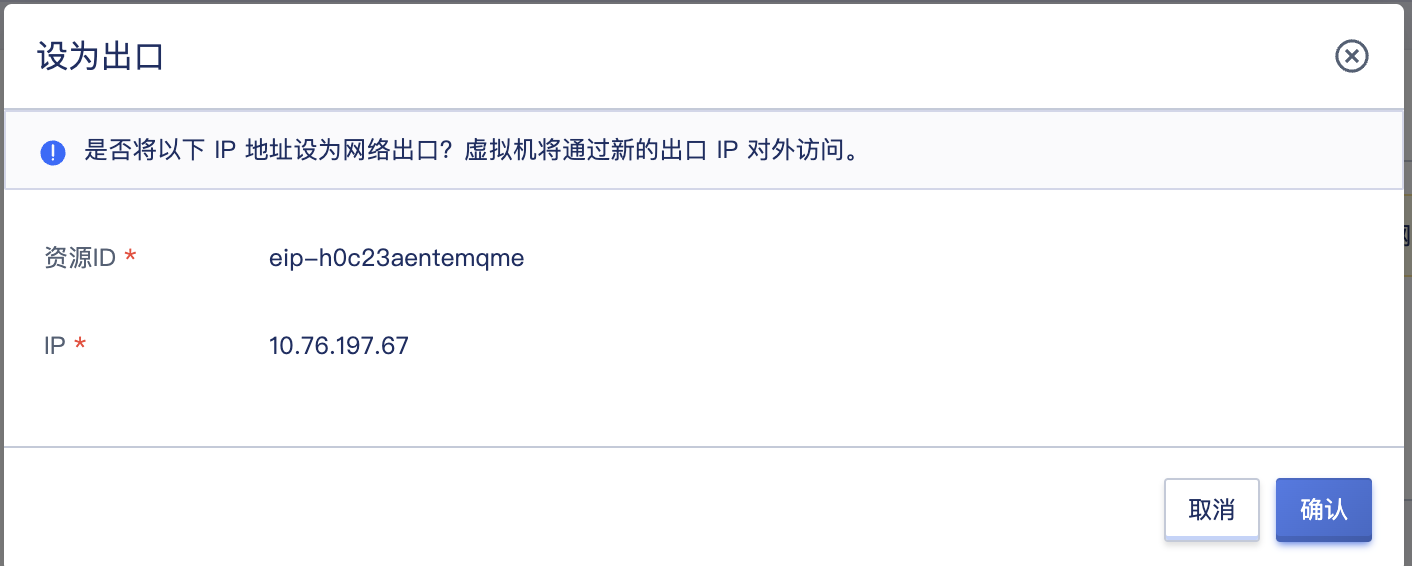 设为出口
是否将以下 IP 地址设为网络出口？虚拟机将通过新的出口 IP 对外访问。
资源ID *
eip-h0c23aentemqme
IP *
10.76.197.67
取消
确认